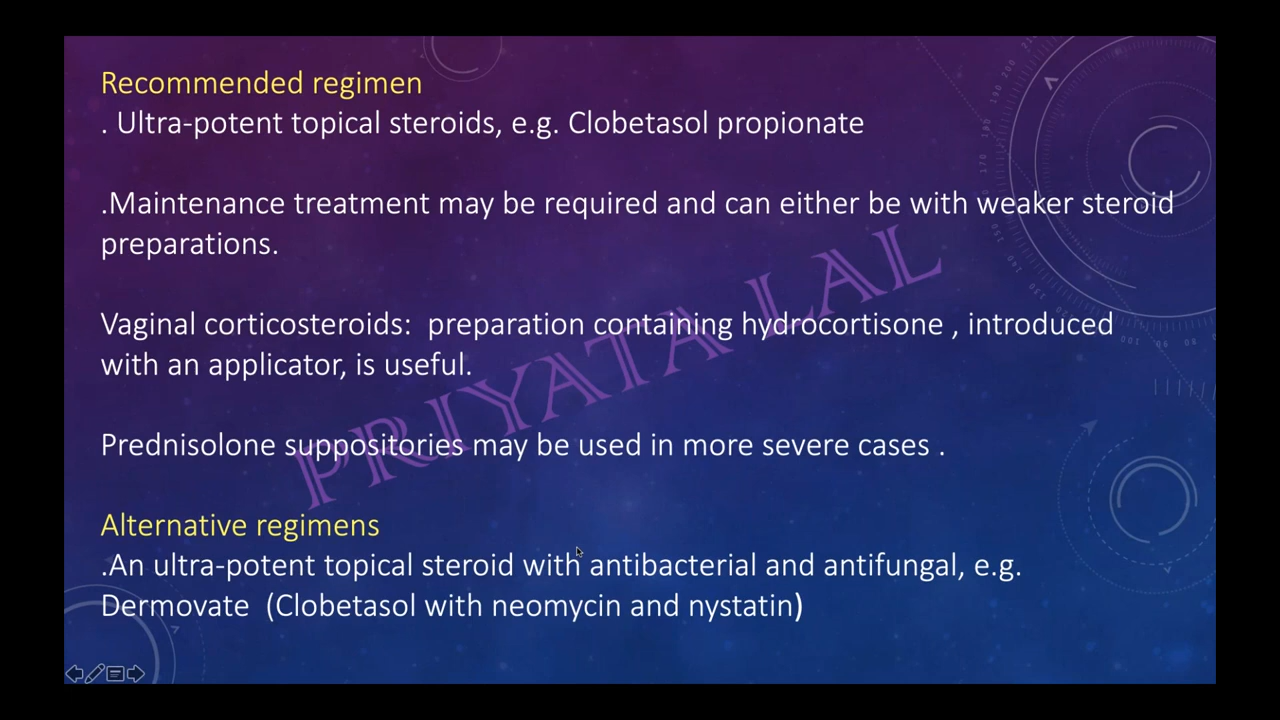 Recommended regimen
. Ultra-potent topical steroids, e.g. Clobetasol propionate
.Maintenance treatment may be required and can either be with weaker steroid
preparations.
Vaginal corticosteroids:  preparation containing hydrocortisone , introduced
with an applicator, is useful.
Prednisolone suppositories may be used in more severe cases .
Alternative regimens
.An ultra-potent topical steroid with antibacterial and antifungal, e.g.
Dermovate  (Clobetasol with neomycin and nystatin)
PRIYATA LAL